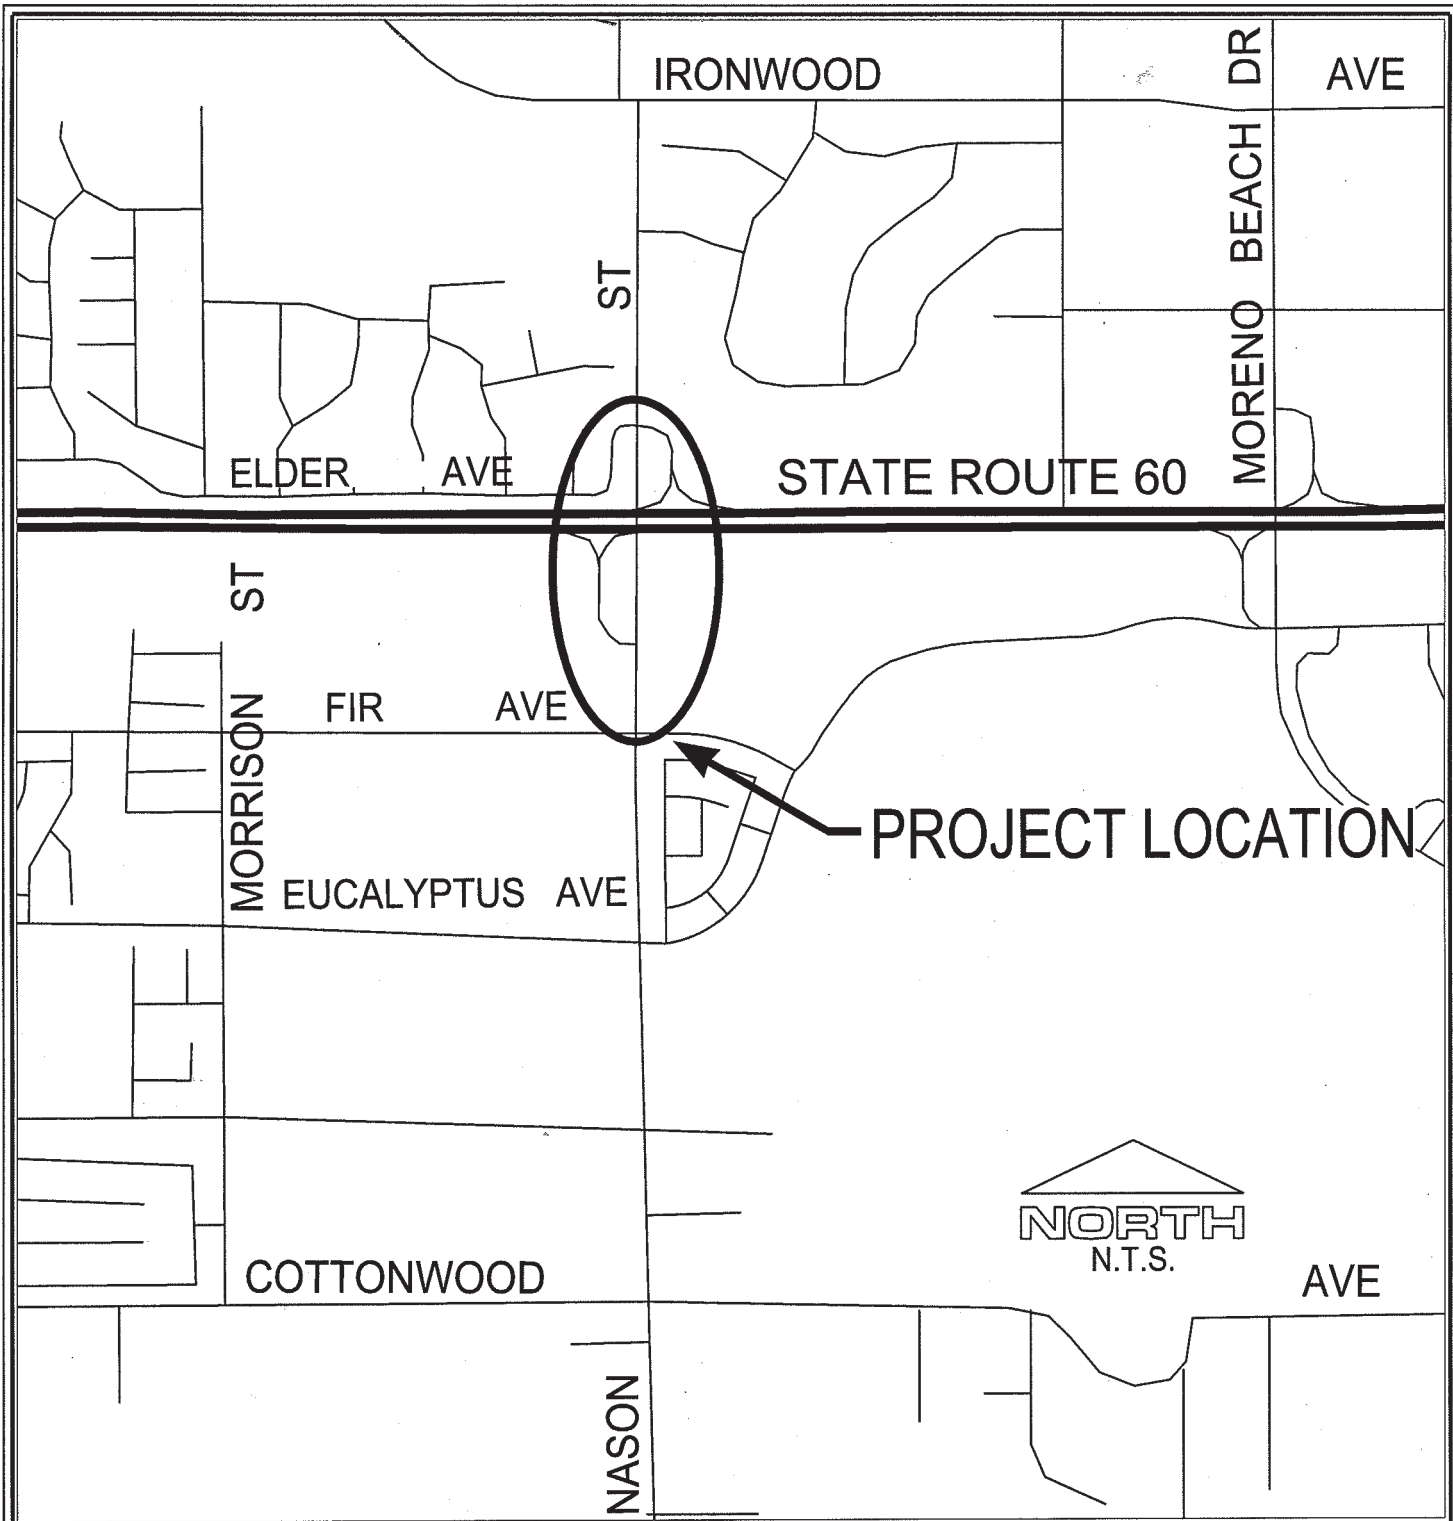 IRONWOOD AVE
MORENO BEACH DR
NASON ST
ELDER AVE
STATE ROUTE 60
MORRISON ST
FIR AVE
PROJECT LOCATION
EUCALYPTUS AVE
NORTH
N.T.S.
COTTONWOOD AVE